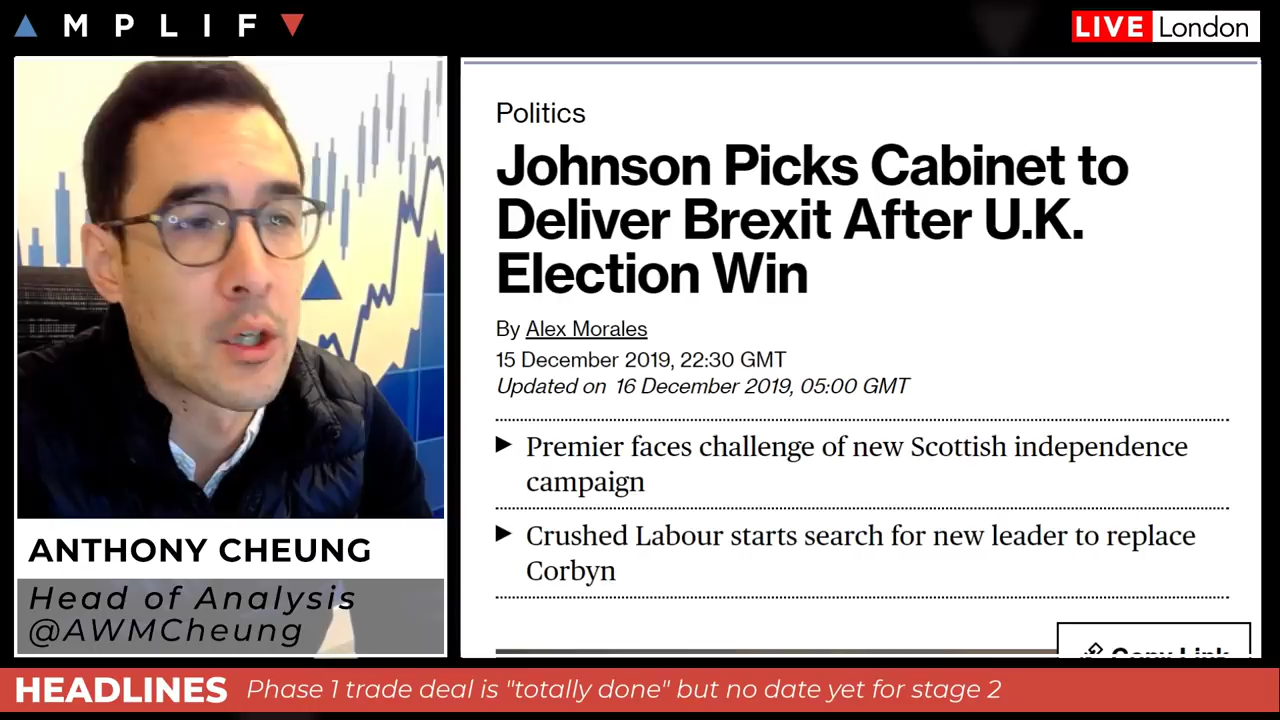 AMPLIFY
LIVE London
Politics
Johnson Picks Cabinet to
Deliver Brexit After U.K.
Election Win
By Alex Morales
15 December 2019, 22:30 GMT
Updated on 16 December 2019, 05:00 GMT
Premier faces challenge of new Scottish independence
campaign
Crushed Labour starts search for new leader to replace
Corbyn
Copy Link
ANTHONY CHEUNG
Head of Analysis
@AWMCheung
HEADLINES Phase 1 trade deal is "totally done" but no date yet for stage 2